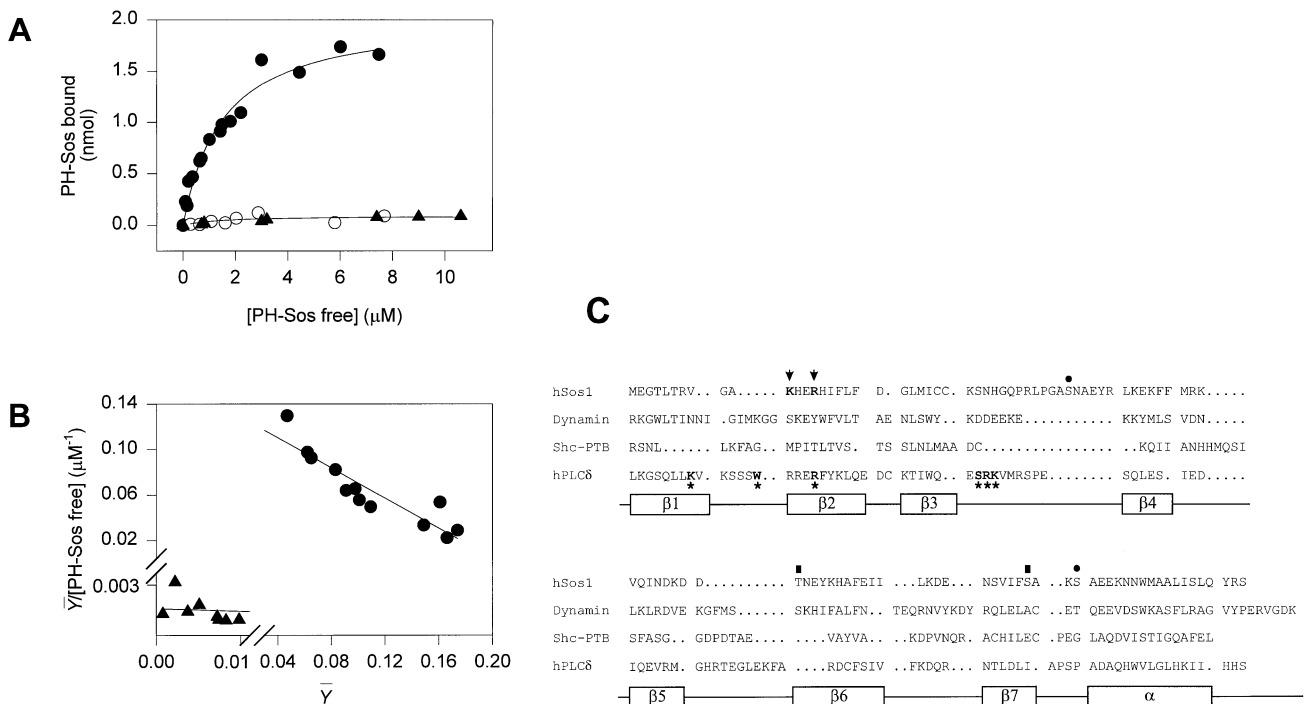 A
2.0
1.5
1.0
0.5
0.0
PH-Sos bound
(nmol)
0 2 4 6 8 10
[PH-Sos free] (μM)
B
0.14
0.10
0.06
0.02
0.003
Y̅/[PH-Sos free] (μM⁻¹)
0.00 0.01 0.04 0.08 0.12 0.16 0.20
Y̅
C
hSos1 MEGTLTRV.. GA..... KHERHIFLF D. GLMICC. KSNHGQPRLPGASNAEYR LKEKFF MRK.....
Dynamin RKGWLTINNI .GIMKGG SKEYWFVLT AE NLSWY.. KDDEEKE........... KKYMLS VDN.....
Shc-PTB RSNL...... LKFAG. MPITLTVS. TS SLNLMAA DC................ ..KQII ANHHMQSI
hPLCδ LKGSQLLKV. KSSSW. RRERFYKLQE DC KTIWQ.. ESRKVMRSPE........ SQLES. IED.....
* * * ***
β1 β2 β3 β4
hSos1 VQINDKD D.......... TNEYKHAFEII ..LKDE.. NSVIFSA ..KS AEEKNNWMAALISLQ YRS
Dynamin LKLRDVE KGFMS...... SKHIFALFN. TEQRNVYKDY RQLELAC ..ET QEEVDSWKASFLRAG VYPERVGDK
Shc-PTB SFASG.. GDPDTAE.... ...VAYVA. ..KDPVNQR. ACHILEC ..PEG LAQDVISTIGQAFEL
hPLCδ IQEVRM. GHRTEGLEKFA ....RDCFSIV ..FKDQR.. NTLDLI. APSP ADAQHWVLGLHKII. HHS
β5 β6 β7 α